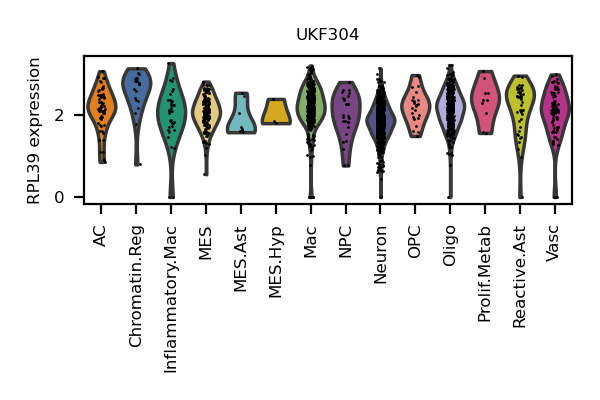 UKF304
RPL39 expression
2
0
AC
Chromatin.Reg
Inflammatory.Mac
MES
MES.Ast
MES.Hyp
Mac
NPC
Neuron
OPC
Oligo
Prolif.Metab
Reactive.Ast
Vasc